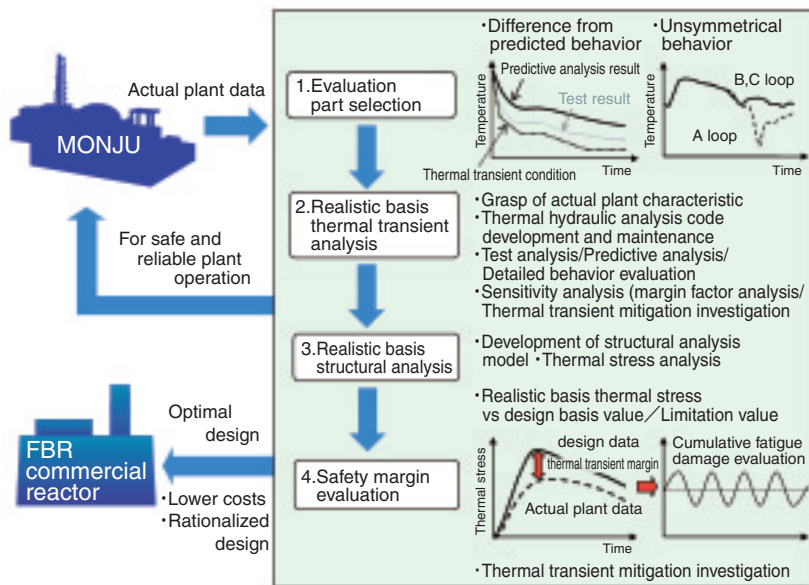 Actual plant data
MONJU
For safe and
reliable plant
operation
Optimal
design
FBR
commercial
reactor
・Lower costs
・Rationalized
design
1.Evaluation
part selection
2.Realistic basis
thermal transient
analysis
3.Realistic basis
structural analysis
4.Safety margin
evaluation
・Difference from
predicted behavior
Temperature
Predictive analysis result
Test result
Thermal transient condition
Time
・Unsymmetrical
behavior
Temperature
B,C loop
A loop
Time
・Grasp of actual plant characteristic
・Thermal hydraulic analysis code
development and maintenance
・Test analysis/Predictive analysis/
Detailed behavior evaluation
・Sensitivity analysis (margin factor analysis/
Thermal transient mitigation investigation
・Development of structural analysis
model ・Thermal stress analysis
・Realistic basis thermal stress
vs design basis value／Limitation value
Thermal stress
design data
thermal transient margin
Actual plant data
Time
Cumulative fatigue
damage evaluation
・Thermal transient mitigation investigation